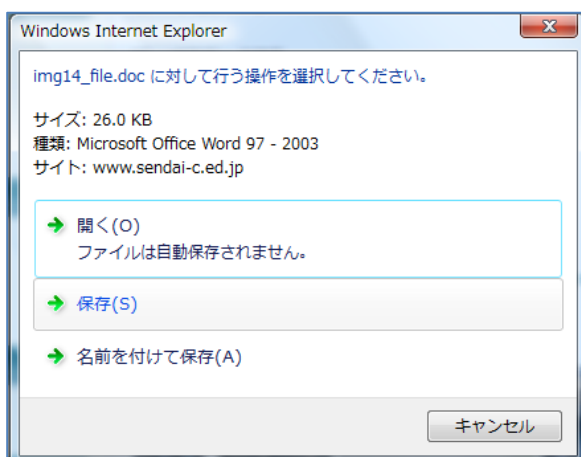 Windows Internet Explorer
img14_file.doc に対して行う操作を選択してください。
サイズ: 26.0 KB
種類: Microsoft Office Word 97 - 2003
サイト: www.sendai-c.ed.jp
開く(O)
ファイルは自動保存されません。
保存(S)
名前を付けて保存(A)
キャンセル